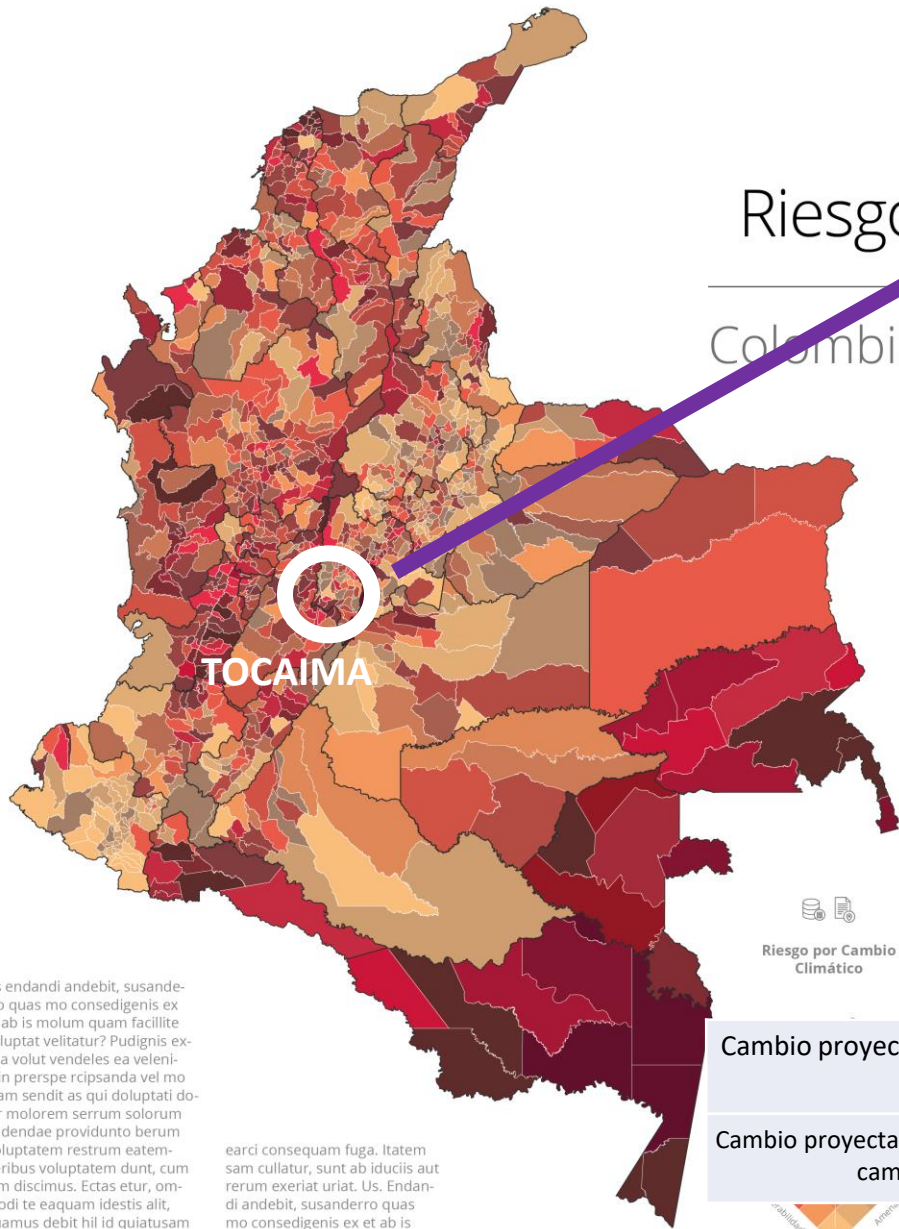 Riesgo
Colombi
TOCAIMA
Riesgo por Cambio
Climático
Cambio proyec
Cambio proyecta
cam
s endandi andebit, susande-
o quas mo consedigenis ex
ab is molum quam facillite
luptat velitatur? Pudignis ex-
a volut vendeles ea veleni-
in prerspe rcipsanda vel mo
am sendit as qui doluptati do-
r molorem serrum solorum
dendae providunto berum
oluptatem restrum eatem-
eribus voluptatem dunt, cum
m discimus. Ectas etur, om-
odi te eaquam idestis alit,
uamus debit hil id quiatusam
earci consequam fuga. Itatem
sam cullatur, sunt ab iduciis aut
rerum exeriat uriat. Us. Endan-
di andebit, susanderro quas
mo consedigenis ex et ab is